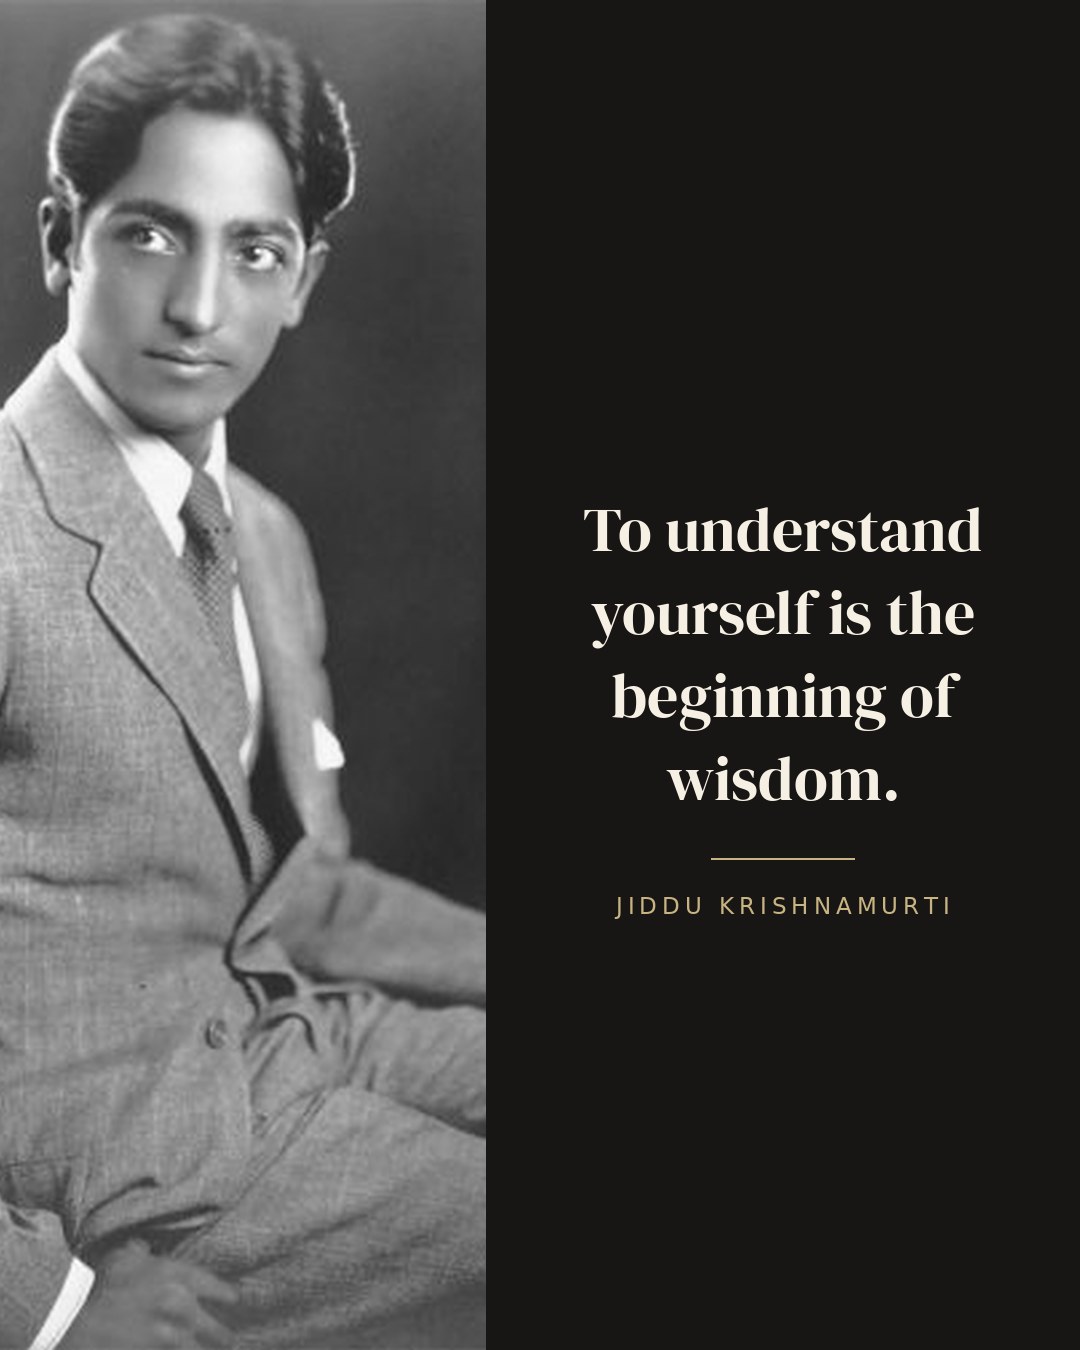 To understand
yourself is the
beginning of
wisdom.
JIDDU KRISHNAMURTI